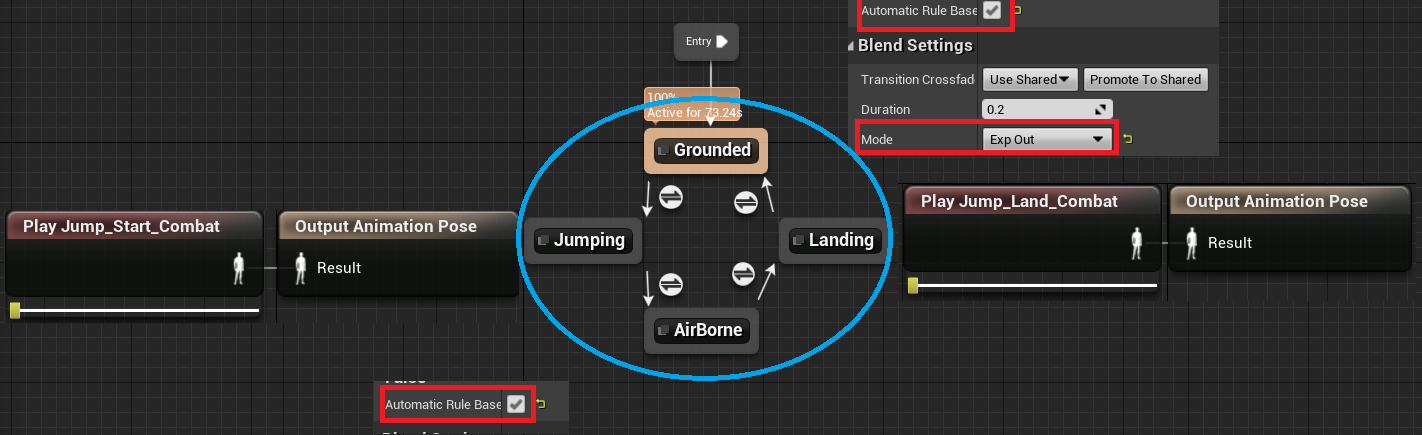 Automatic Rule Base
Blend Settings
Transition Crossfad
Use Shared
Promote To Shared
Duration
0.2
Mode
Exp Out
Entry
100%
Active for 73.24s
Grounded
Jumping
Landing
AirBorne
Play Jump_Start_Combat
Output Animation Pose
Result
Play Jump_Land_Combat
Output Animation Pose
Result
Automatic Rule Base